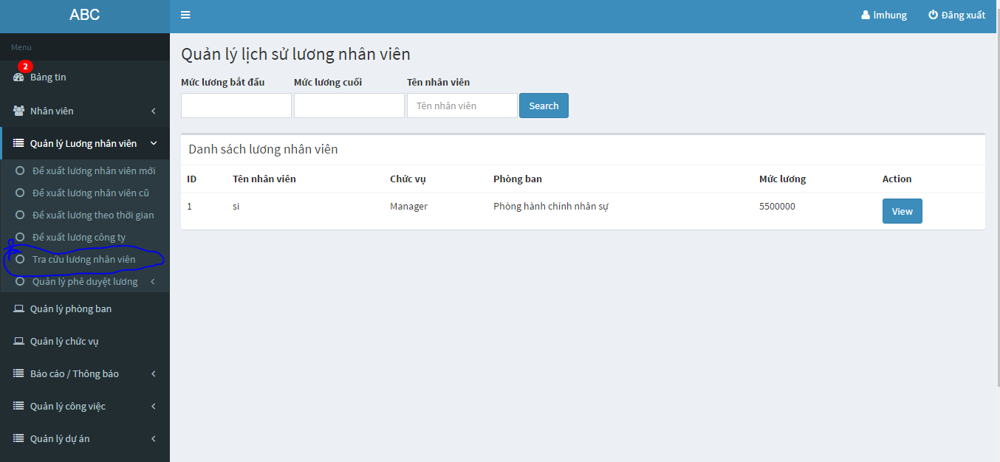 ABC
lmhung Đăng xuất
Menu
2
Bảng tin
Nhân viên
Quản lý Lương nhân viên
Đề xuất lương nhân viên mới
Đề xuất lương nhân viên cũ
Đề xuất lương theo thời gian
Đề xuất lương công ty
Tra cứu lương nhân viên
Quản lý phê duyệt lương
Quản lý phòng ban
Quản lý chức vụ
Báo cáo / Thông báo
Quản lý công việc
Quản lý dự án
Quản lý lịch sử lương nhân viên
Mức lương bắt đầu Mức lương cuối Tên nhân viên
Tên nhân viên Search
Danh sách lương nhân viên
ID Tên nhân viên Chức vụ Phòng ban Mức lương Action
1 si Manager Phòng hành chính nhân sự 5500000 View